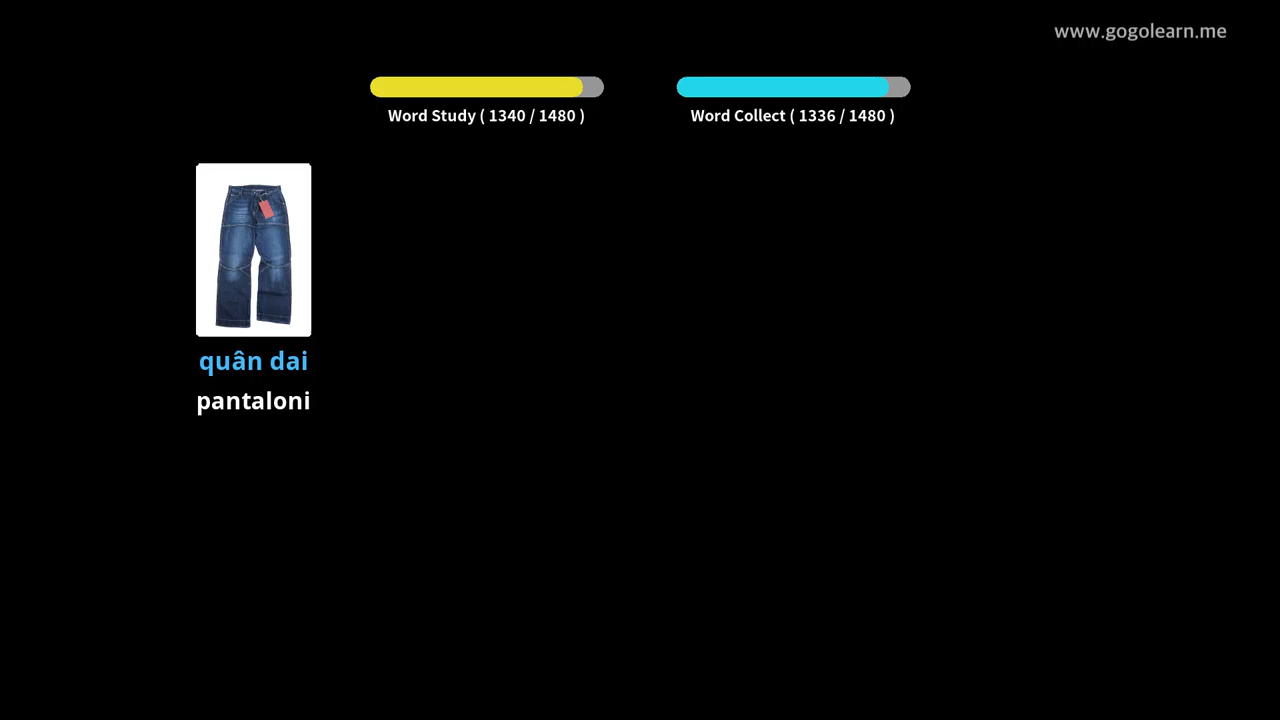 www.gogolearn.me
Word Study ( 1340 / 1480 )
Word Collect ( 1336 / 1480 )
quân dai
pantaloni